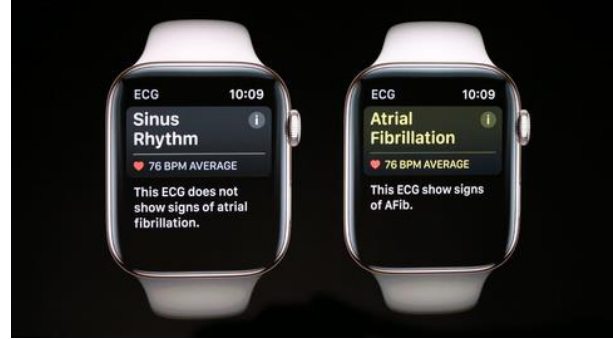 ECG 10:09
Sinus
Rhythm
76 BPM AVERAGE
This ECG does not
show signs of atrial
fibrillation.
ECG 10:09
Atrial
Fibrillation
76 BPM AVERAGE
This ECG show signs
of AFib.